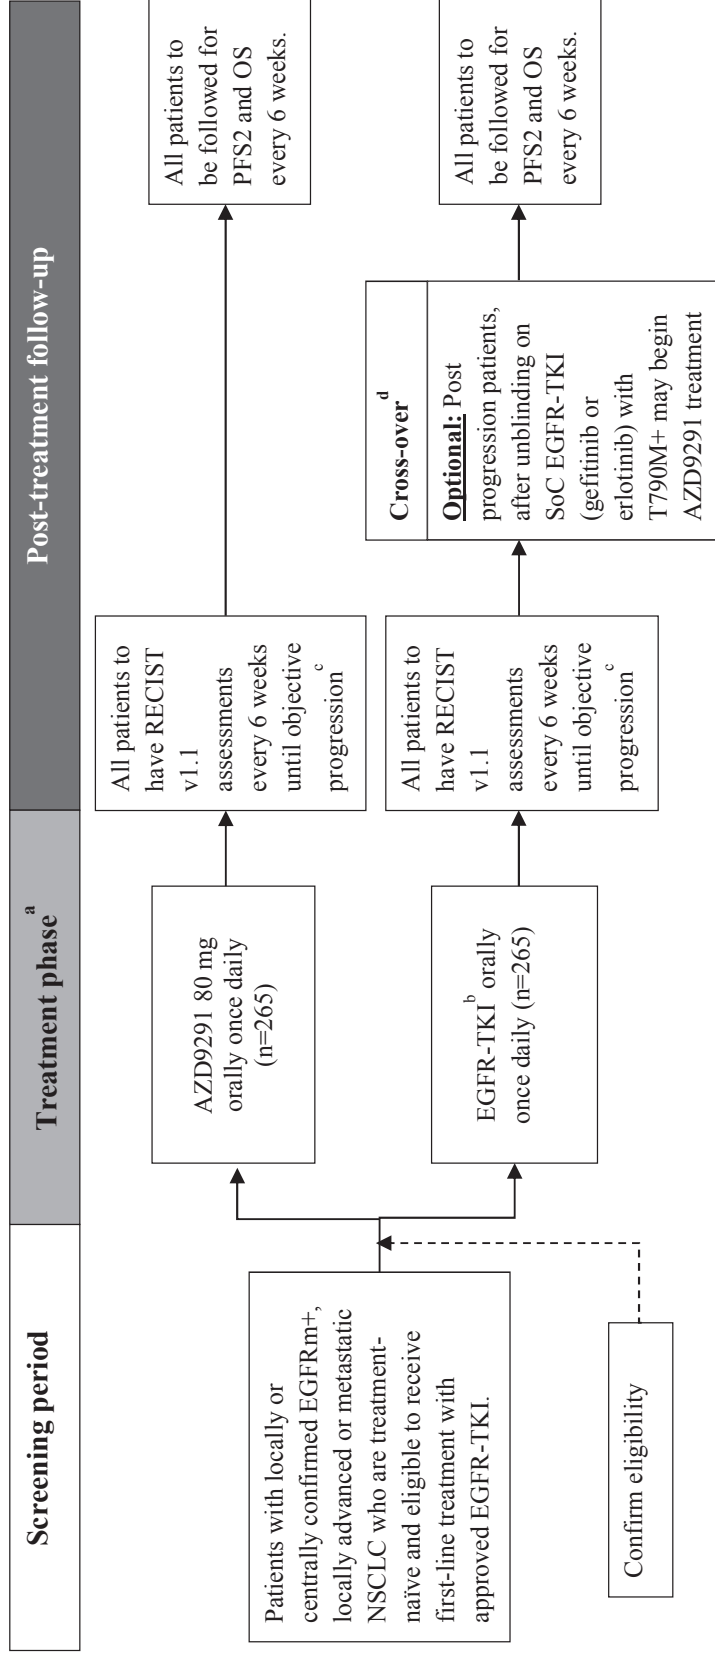 Screening period
Treatment phase a
Post-treatment follow-up
Patients with locally or
centrally confirmed EGFRm+,
locally advanced or metastatic
NSCLC who are treatment-
naïve and eligible to receive
first-line treatment with
approved EGFR-TKI.
Confirm eligibility
AZD9291 80 mg
orally once daily
(n=265)
EGFR-TKI b orally
once daily (n=265)
All patients to
have RECIST
v1.1
assessments
every 6 weeks
until objective
progression c
All patients to
have RECIST
v1.1
assessments
every 6 weeks
until objective
progression c
Cross-over d
Optional: Post
progression patients,
after unblinding on
SoC EGFR-TKI
(gefitinib or
erlotinib) with
T790M+ may begin
AZD9291 treatment
All patients to
be followed for
PFS2 and OS
every 6 weeks.
All patients to
be followed for
PFS2 and OS
every 6 weeks.